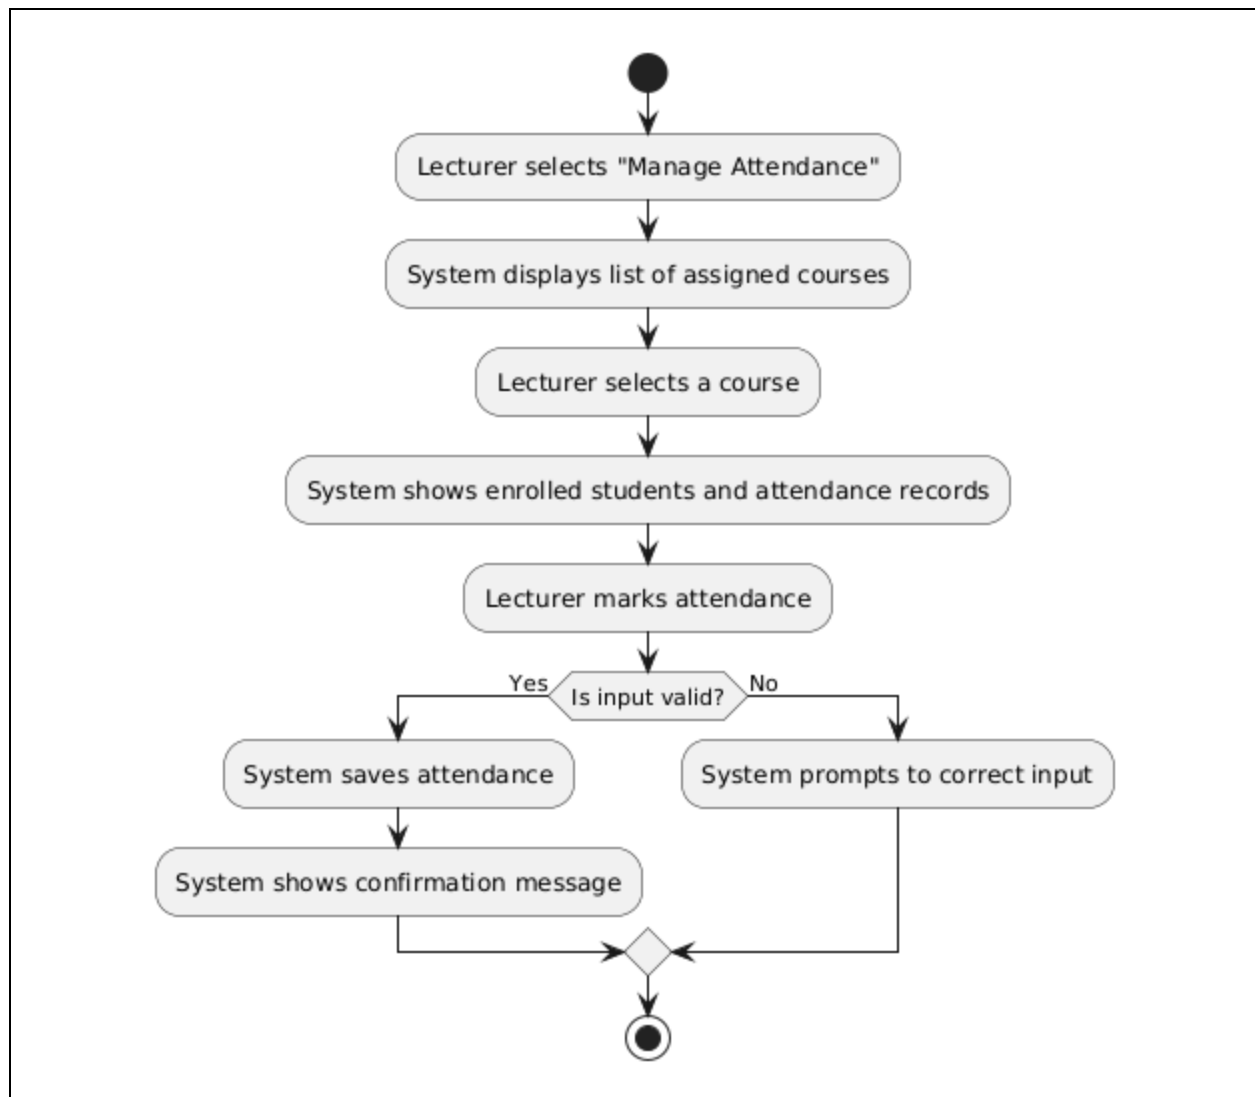 Lecturer selects "Manage Attendance"
System displays list of assigned courses
Lecturer selects a course
System shows enrolled students and attendance records
Lecturer marks attendance
Yes
Is input valid?
No
System saves attendance
System prompts to correct input
System shows confirmation message